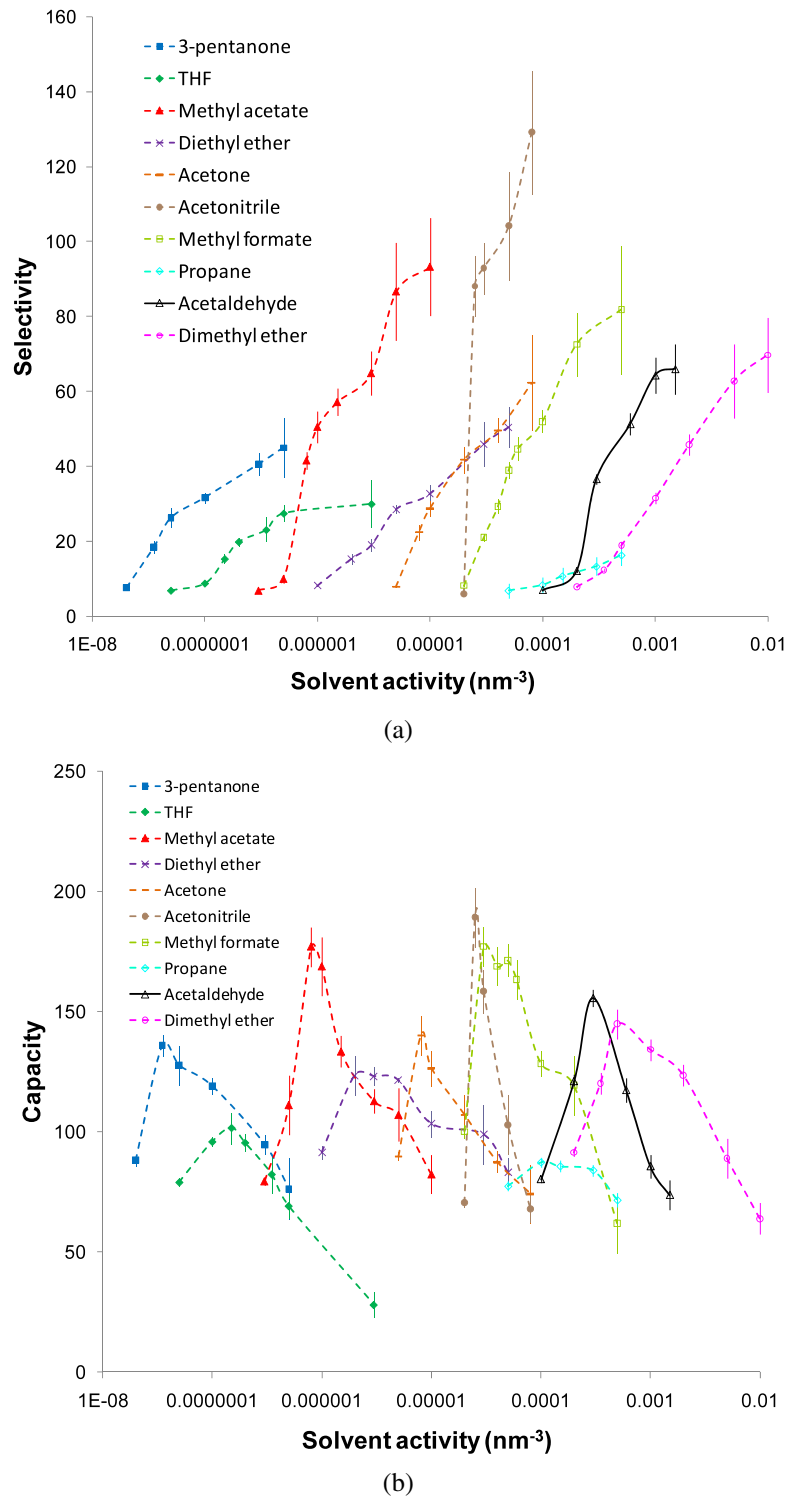 160
140
120
100
80
60
40
20
0
Selectivity
3-pentanone
THF
Methyl acetate
Diethyl ether
Acetone
Acetonitrile
Methyl formate
Propane
Acetaldehyde
Dimethyl ether
1E-08 0.0000001 0.000001 0.00001 0.0001 0.001 0.01
Solvent activity (nm⁻³)
(a)
250
200
150
100
50
0
Capacity
3-pentanone
THF
Methyl acetate
Diethyl ether
Acetone
Acetonitrile
Methyl formate
Propane
Acetaldehyde
Dimethyl ether
1E-08 0.0000001 0.000001 0.00001 0.0001 0.001 0.01
Solvent activity (nm⁻³)
(b)